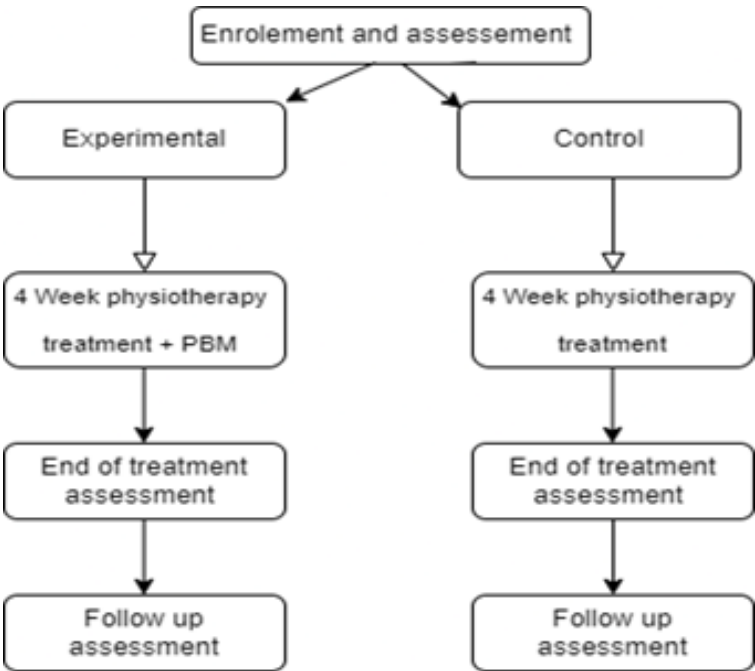 Enrolement and assessement
Experimental
Control
4 Week physiotherapy
treatment + PBM
4 Week physiotherapy
treatment
End of treatment
assessment
End of treatment
assessment
Follow up
assessment
Follow up
assessment